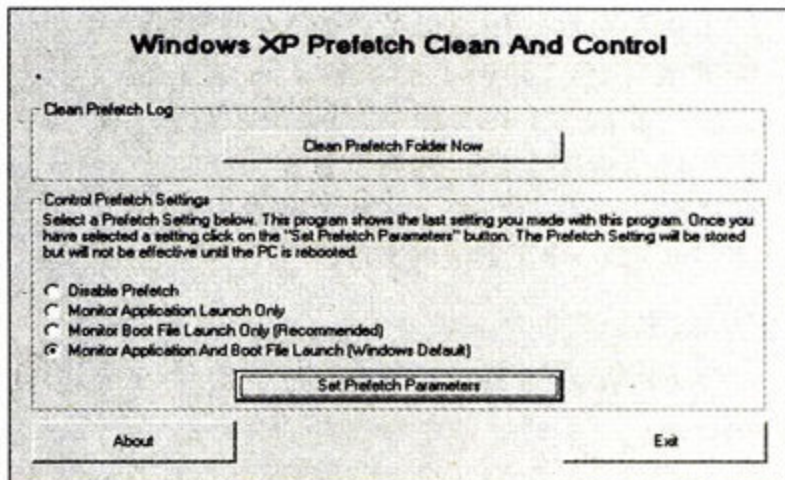 Windows XP Prefetch Clean And Control
Clean Prefetch Log
Clean Prefetch Folder Now
Control Prefetch Settings
Select a Prefetch Setting below. This program shows the last setting you made with this program. Once you
have selected a setting click on the "Set Prefetch Parameters" button. The Prefetch Setting will be stored
but will not be effective until the PC is rebooted.
Disable Prefetch
Monitor Application Launch Only
Monitor Boot File Launch Only (Recommended)
Monitor Application And Boot File Launch (Windows Default)
Set Prefetch Parameters
About
Exit